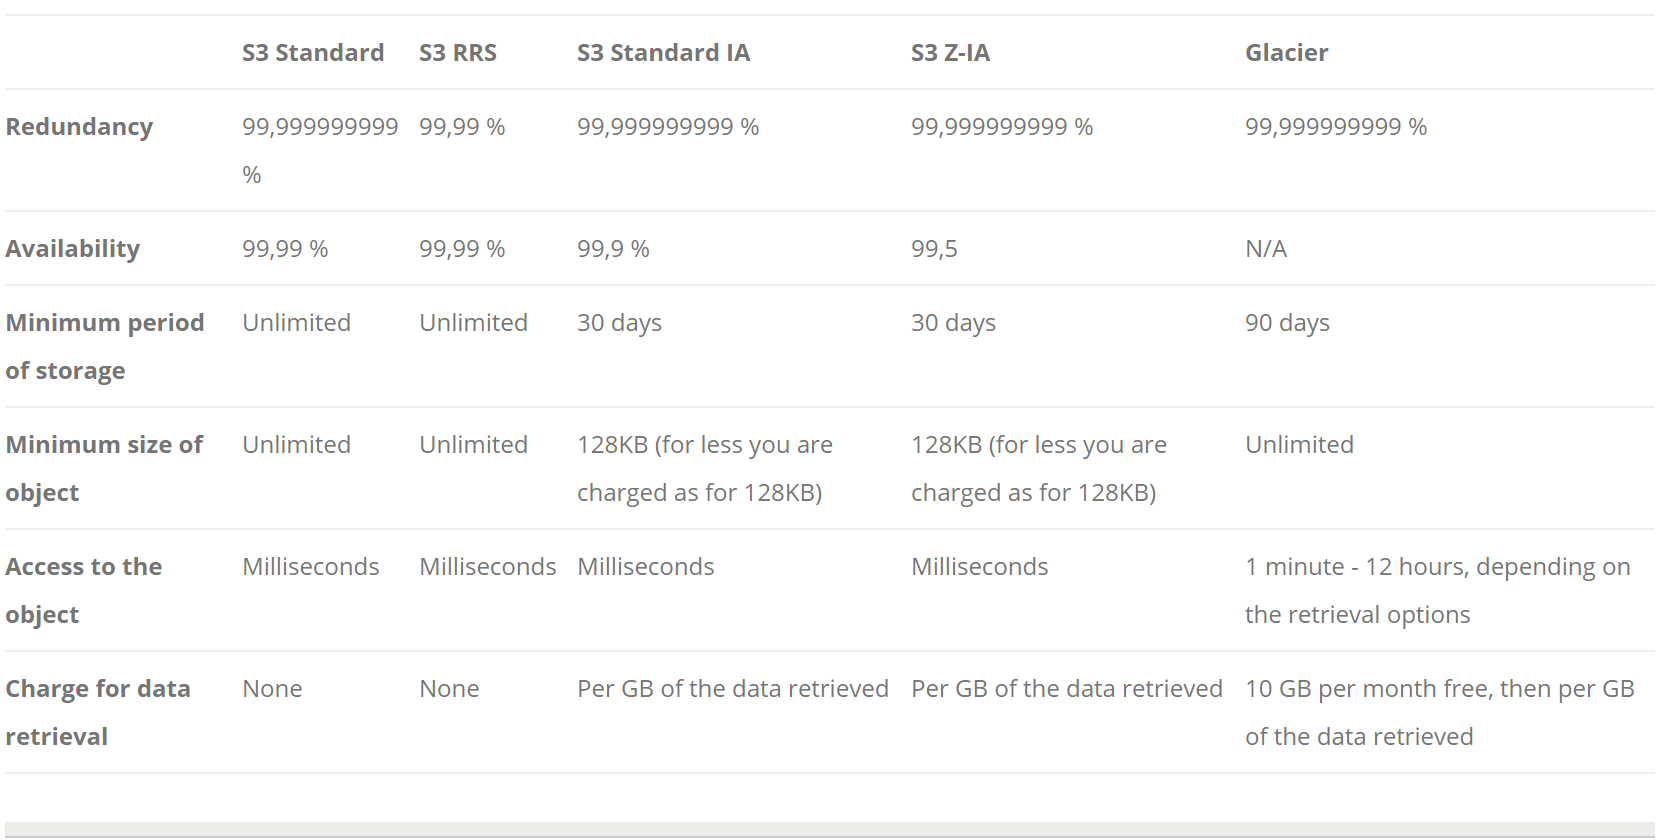 S3 Standard S3 RRS S3 Standard IA S3 Z-IA Glacier
Redundancy 99,999999999 99,99 % 99,999999999 % 99,999999999 % 99,999999999 %
%
Availability 99,99 % 99,99 % 99,9 % 99,5 N/A
Minimum period Unlimited Unlimited 30 days 30 days 90 days
of storage
Minimum size of Unlimited Unlimited 128KB (for less you are 128KB (for less you are Unlimited
object charged as for 128KB) charged as for 128KB)
Access to the Milliseconds Milliseconds Milliseconds Milliseconds 1 minute - 12 hours, depending on
object the retrieval options
Charge for data None None Per GB of the data retrieved Per GB of the data retrieved 10 GB per month free, then per GB
retrieval of the data retrieved